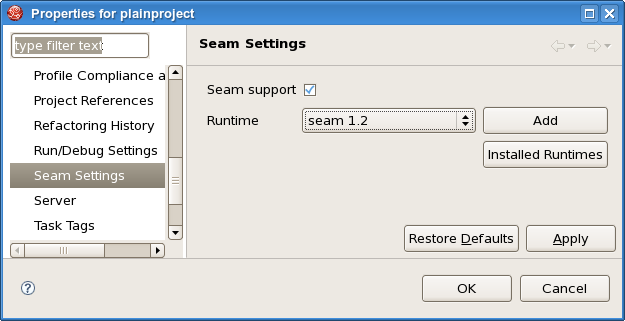 Properties for plainproject
type filter text
Seam Settings
Profile Compliance a
Project References
Refactoring History
Run/Debug Settings
Seam Settings
Server
Task Tags
Seam support
Runtime
seam 1.2
Add
Installed Runtimes
Restore Defaults
Apply
?
OK
Cancel